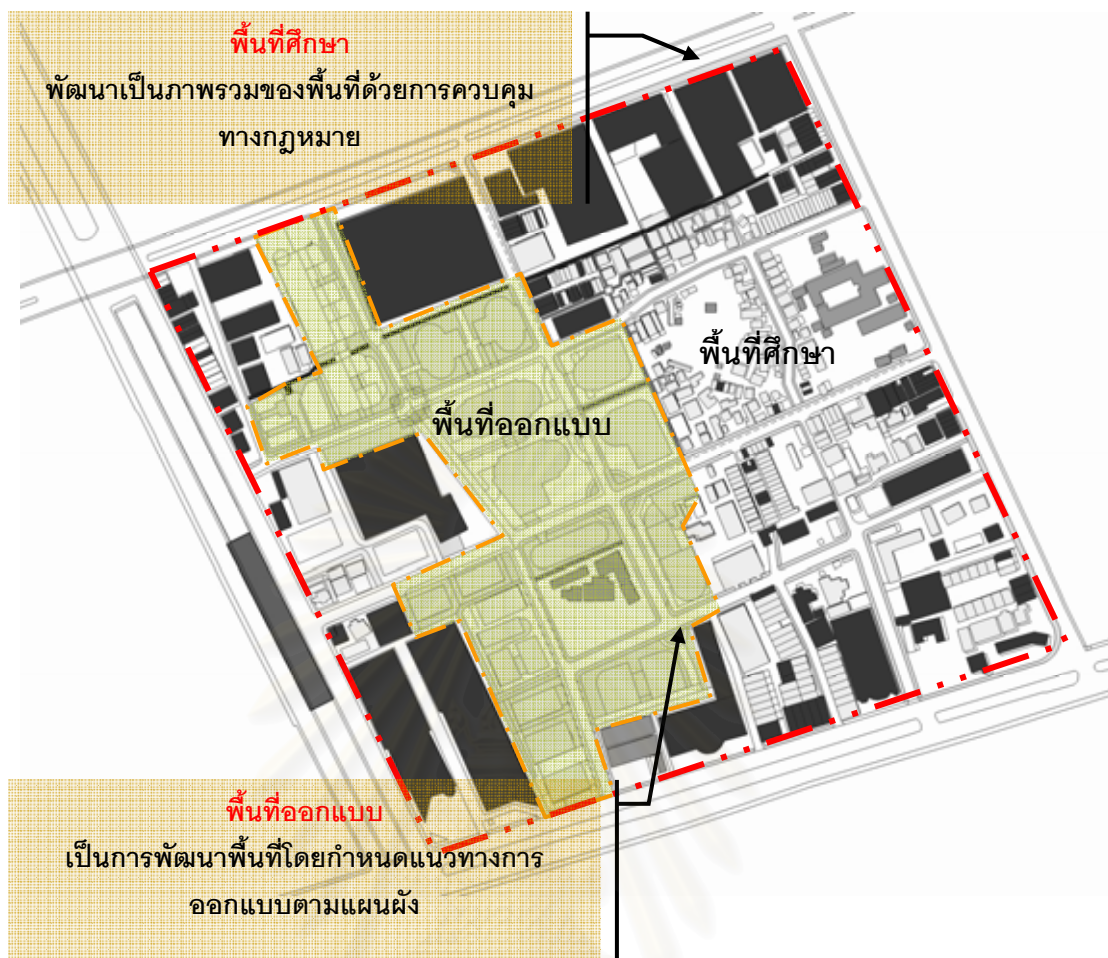 พื้นที่ศึกษา
พัฒนาเป็นภาพรวมของพื้นที่ด้วยการควบคุม
ทางกฎหมาย
พื้นที่ศึกษา
พื้นที่ออกแบบ
พื้นที่ออกแบบ
เป็นการพัฒนาพื้นที่โดยกำหนดแนวทางการ
ออกแบบตามแผนผัง